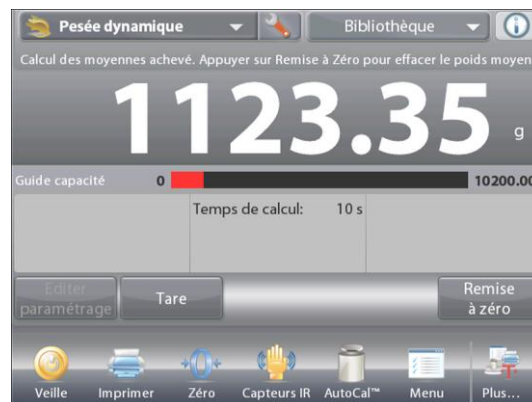 Pesée dynamique
Bibliothèque
Calcul des moyennes achevé. Appuyer sur Remise à Zéro pour effacer le poids moyen
1123.35 g
Guide capacité 0 10200.00
Temps de calcul: 10 s
Editer
paramétrage
Tare
Remise
à zéro
Veille Imprimer Zéro Capteurs IR AutoCal™ Menu Plus...